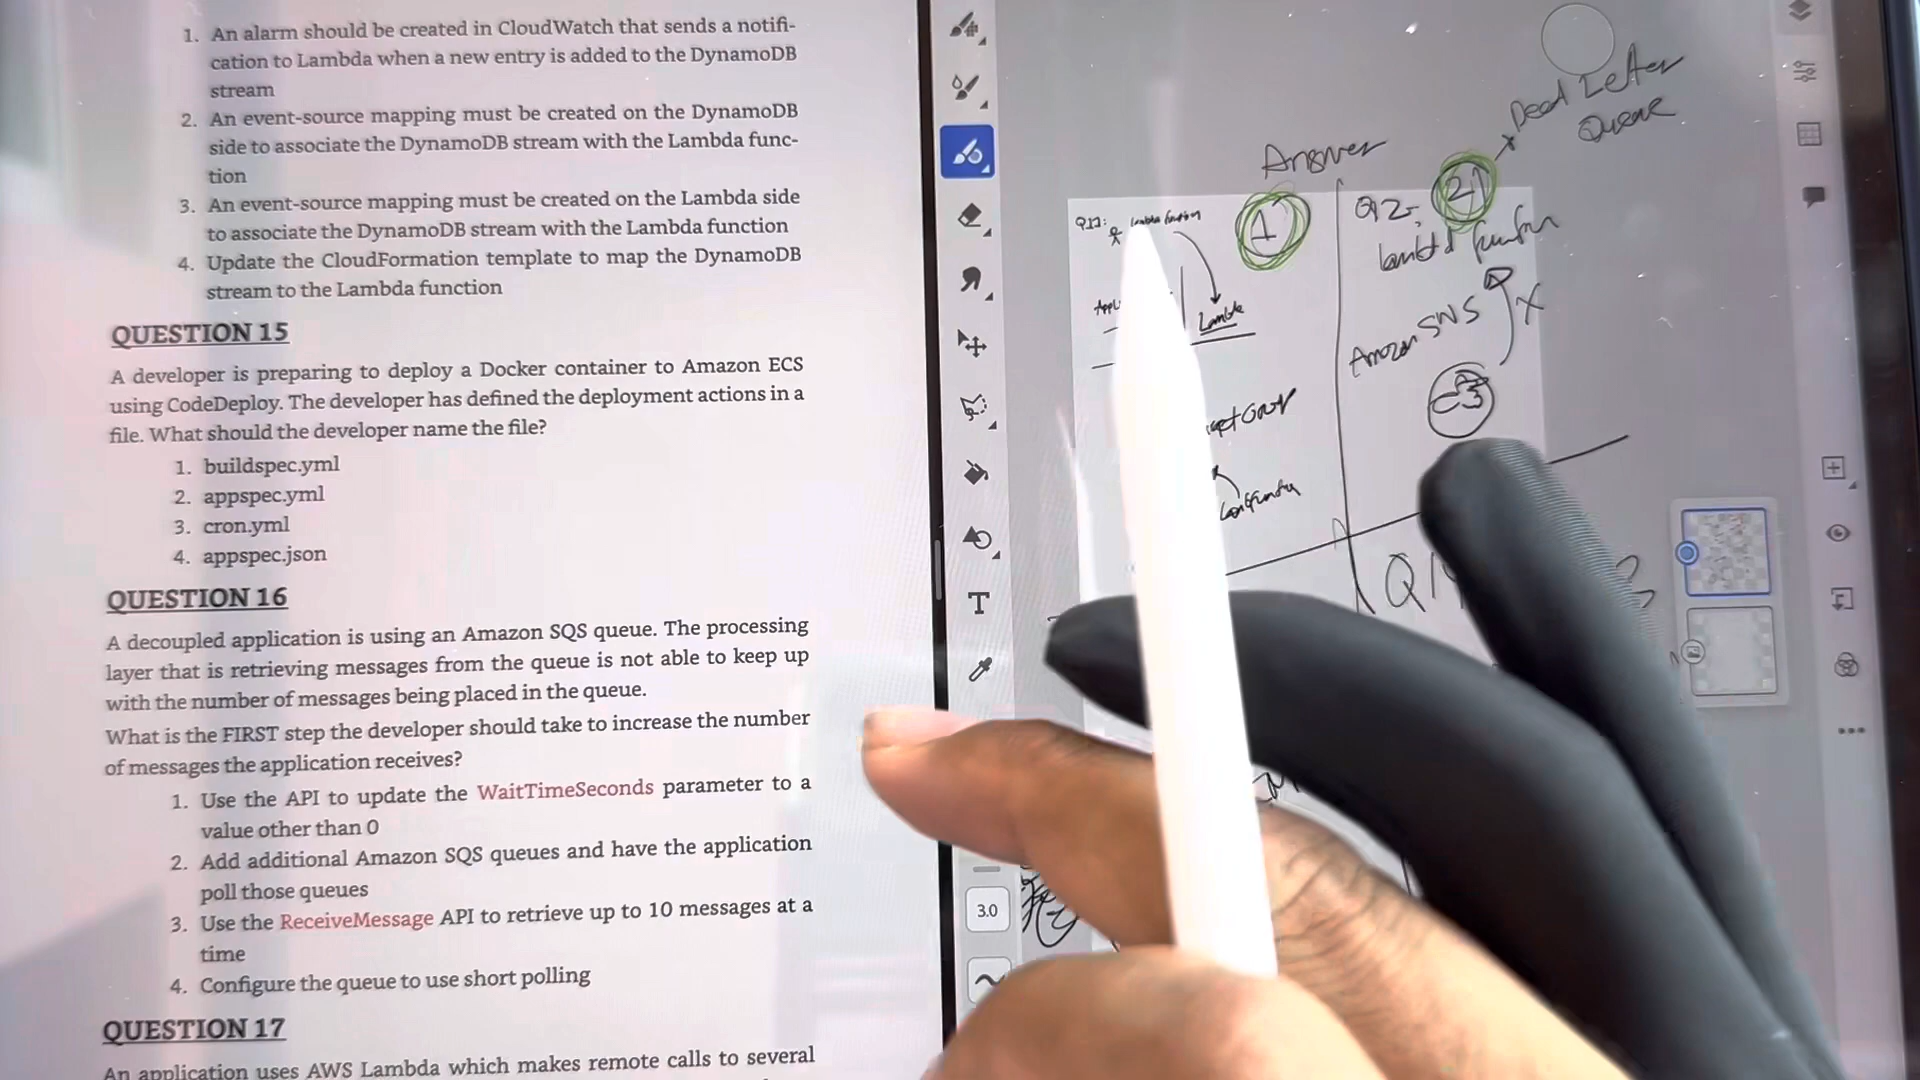 1. An alarm should be created in CloudWatch that sends a notifi-
cation to Lambda when a new entry is added to the DynamoDB
stream
2. An event-source mapping must be created on the DynamoDB
side to associate the DynamoDB stream with the Lambda func-
tion
3. An event-source mapping must be created on the Lambda side
to associate the DynamoDB stream with the Lambda function
4. Update the CloudFormation template to map the DynamoDB
stream to the Lambda function
QUESTION 15
A developer is preparing to deploy a Docker container to Amazon ECS
using CodeDeploy. The developer has defined the deployment actions in a
file. What should the developer name the file?
1. buildspec.yml
2. appspec.yml
3. cron.yml
4. appspec.json
QUESTION 16
A decoupled application is using an Amazon SQS queue. The processing
layer that is retrieving messages from the queue is not able to keep up
with the number of messages being placed in the queue.
What is the FIRST step the developer should take to increase the number
of messages the application receives?
1. Use the API to update the WaitTimeSeconds parameter to a
value other than 0
2. Add additional Amazon SQS queues and have the application
poll those queues
3. Use the ReceiveMessage API to retrieve up to 10 messages at a
time
4. Configure the queue to use short polling
QUESTION 17
An application uses AWS Lambda which makes remote calls to several
T
3.0
Dead Letter
Queue
Answer
1
2
lambda function
Lambda
Amazon SNS
X